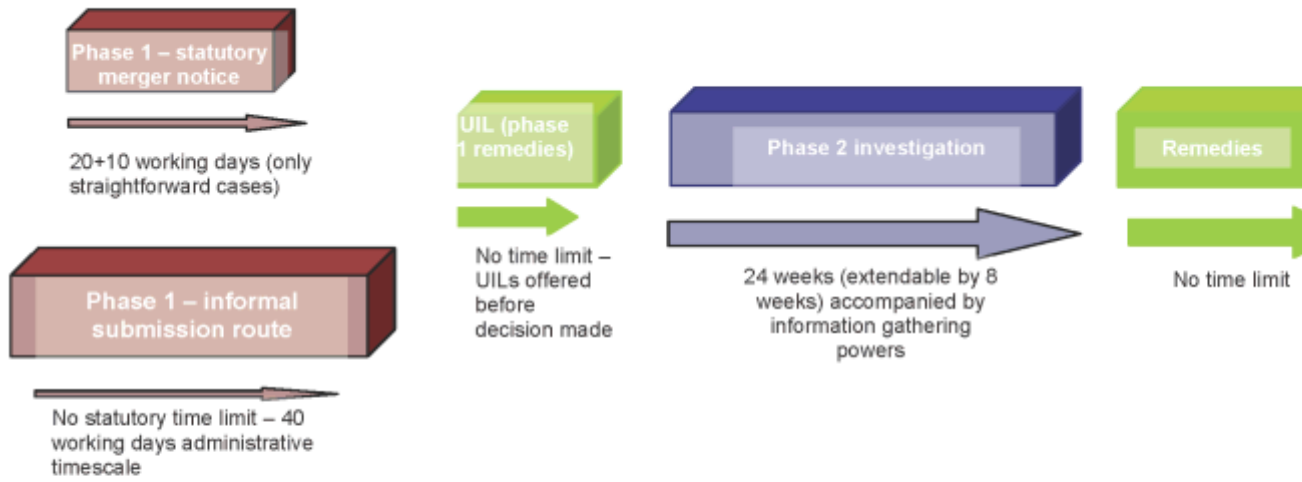 Phase 1 – statutory
merger notice
20+10 working days (only
straightforward cases)
Phase 1 – informal
submission route
No statutory time limit – 40
working days administrative
timescale
UIL (phase
1 remedies)
No time limit –
UILs offered
before
decision made
Phase 2 investigation
24 weeks (extendable by 8
weeks) accompanied by
information gathering
powers
Remedies
No time limit